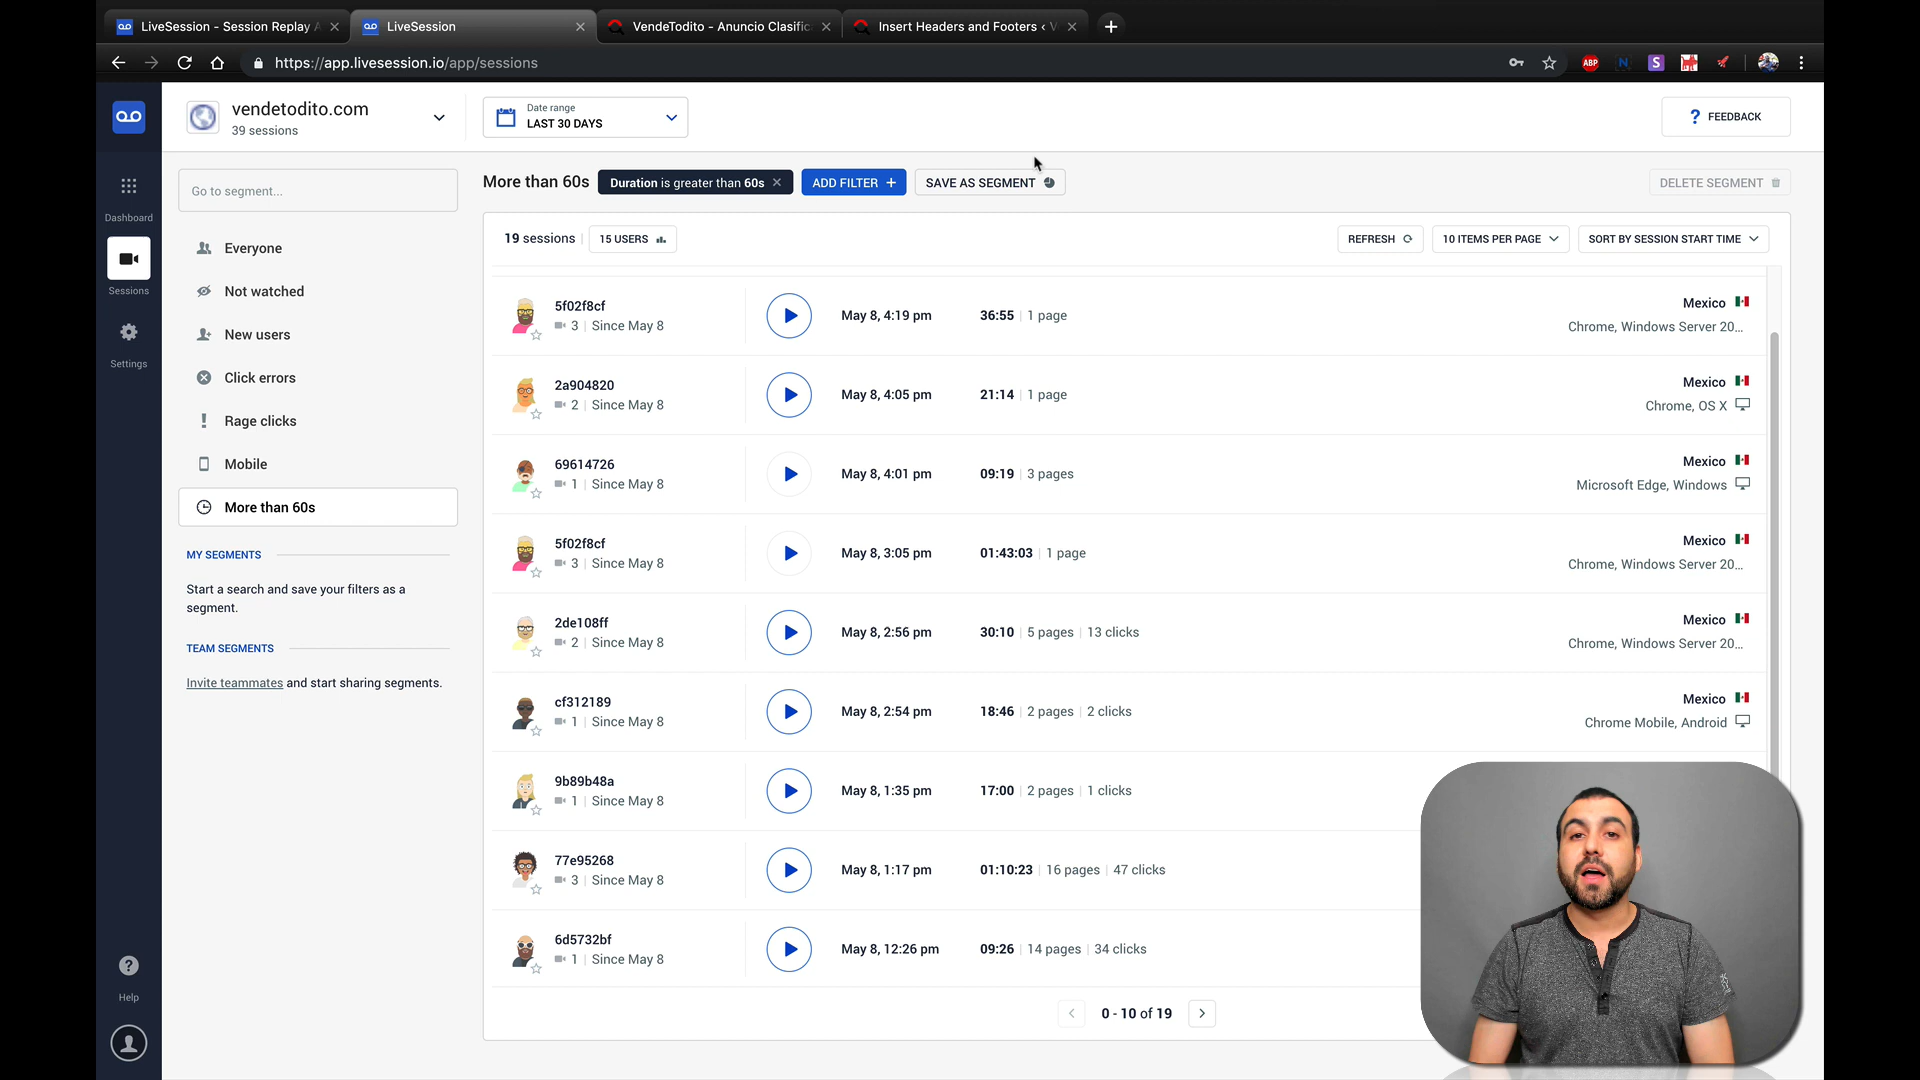 LiveSession - Session Replay A
LiveSession
VendeTodito - Anuncio Clasific
Insert Headers and Footers ‹ V
https://app.livesession.io/app/sessions
ABP
N
S
vendetodito.com
39 sessions
Date range
LAST 30 DAYS
? FEEDBACK
Dashboard
Sessions
Settings
Help
Go to segment...
Everyone
Not watched
New users
Click errors
Rage clicks
Mobile
More than 60s
MY SEGMENTS
Start a search and save your filters as a
segment.
TEAM SEGMENTS
Invite teammates and start sharing segments.
More than 60s
Duration is greater than 60s
ADD FILTER +
SAVE AS SEGMENT
DELETE SEGMENT
19 sessions
15 USERS
REFRESH
10 ITEMS PER PAGE
SORT BY SESSION START TIME
5f02f8cf
3 | Since May 8
May 8, 4:19 pm
36:55 | 1 page
Mexico
Chrome, Windows Server 20...
2a904820
2 | Since May 8
May 8, 4:05 pm
21:14 | 1 page
Mexico
Chrome, OS X
69614726
1 | Since May 8
May 8, 4:01 pm
09:19 | 3 pages
Mexico
Microsoft Edge, Windows
5f02f8cf
3 | Since May 8
May 8, 3:05 pm
01:43:03 | 1 page
Mexico
Chrome, Windows Server 20...
2de108ff
2 | Since May 8
May 8, 2:56 pm
30:10 | 5 pages | 13 clicks
Mexico
Chrome, Windows Server 20...
cf312189
1 | Since May 8
May 8, 2:54 pm
18:46 | 2 pages | 2 clicks
Mexico
Chrome Mobile, Android
9b89b48a
1 | Since May 8
May 8, 1:35 pm
17:00 | 2 pages | 1 clicks
77e95268
3 | Since May 8
May 8, 1:17 pm
01:10:23 | 16 pages | 47 clicks
6d5732bf
1 | Since May 8
May 8, 12:26 pm
09:26 | 14 pages | 34 clicks
0 - 10 of 19